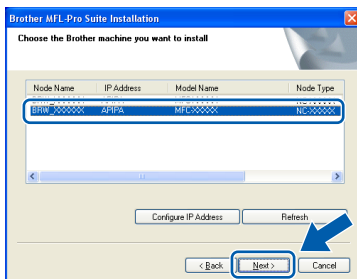 Brother MFL-Pro Suite Installation
Choose the Brother machine you want to install
Node Name IP Address Model Name Node Type
BRW_XXXXXX APIPA MFC-XXXXX NC-XXXXX
Configure IP Address Refresh
< Back Next > Cancel